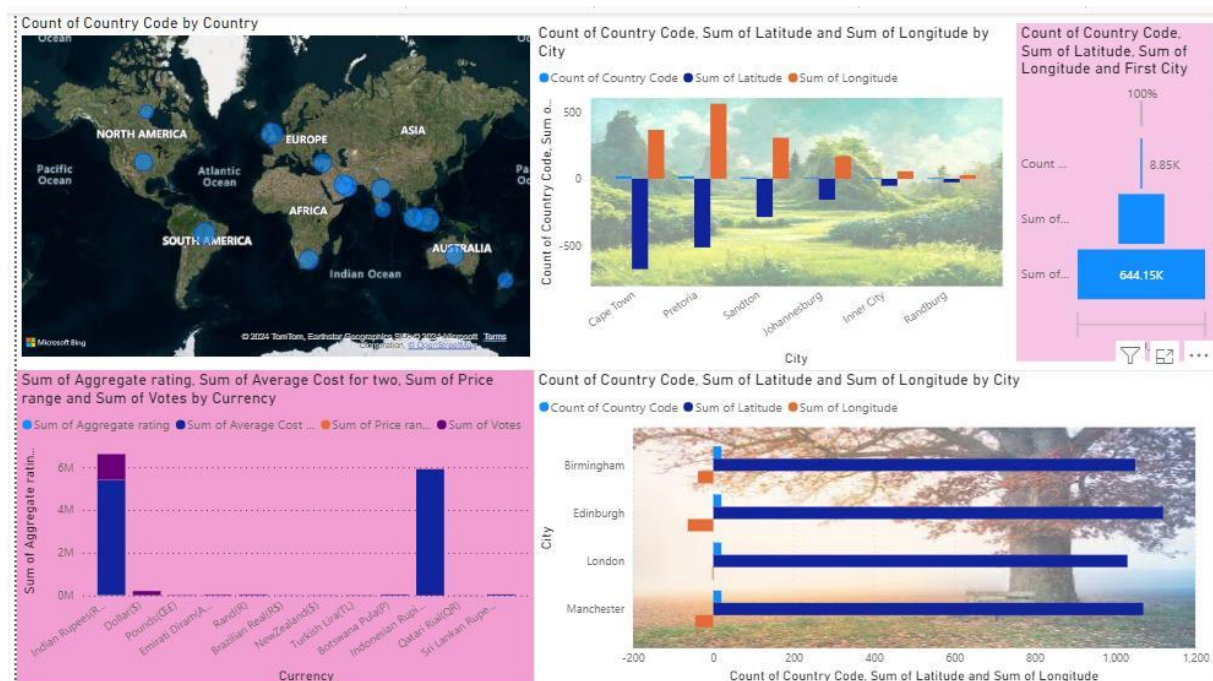 Count of Country Code by Country
Ocean
Ocean
NORTH AMERICA
EUROPE
ASIA
Pacific
Ocean
Atlantic
Ocean
AFRICA
SOUTH AMERICA
AUSTRALIA
Indian Ocean
Microsoft Bing
© 2024 TomTom, Earthstar Geographics SIO, © 2024 Microsoft Terms
Corporation, © OpenStreetMap
Count of Country Code, Sum of Latitude and Sum of Longitude by
City
Count of Country Code Sum of Latitude Sum of Longitude
Count of Country Code, Sum o...
500
0
-500
Cape Town
Pretoria
Sandton
Johannesburg
Inner City
Randburg
City
Count of Country Code,
Sum of Latitude, Sum of
Longitude and First City
100%
Count ...
8.85K
Sum of...
Sum of...
644.15K
Sum of Aggregate rating, Sum of Average Cost for two, Sum of Price
range and Sum of Votes by Currency
Sum of Aggregate rating Sum of Average Cost ... Sum of Price ran... Sum of Votes
Sum of Aggregate ratin...
6M
4M
2M
0M
Indian Rupees(R...
Dollar($)
Pounds(Œ£)
Emirati Diram(A...
Rand(R)
Brazilian Real(R$)
NewZealand($)
Turkish Lira(TL)
Botswana Pula(P)
Indonesian Rupi...
Qatari Rial(QR)
Sri Lankan Rupe...
Currency
Count of Country Code, Sum of Latitude and Sum of Longitude by City
Count of Country Code Sum of Latitude Sum of Longitude
City
Birmingham
Edinburgh
London
Manchester
-200
0
200
400
600
800
1,000
1,200
Count of Country Code, Sum of Latitude and Sum of Longitude